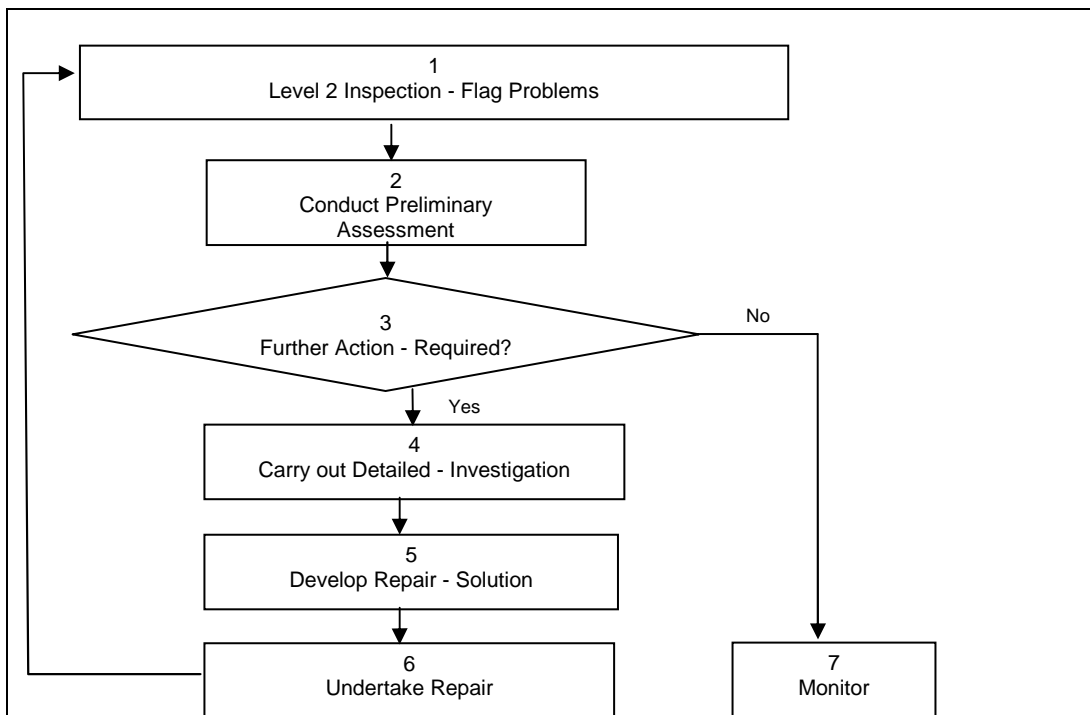 1
Level 2 Inspection - Flag Problems
2
Conduct Preliminary
Assessment
3
Further Action - Required?
No
Yes
4
Carry out Detailed - Investigation
5
Develop Repair - Solution
6
Undertake Repair
7
Monitor